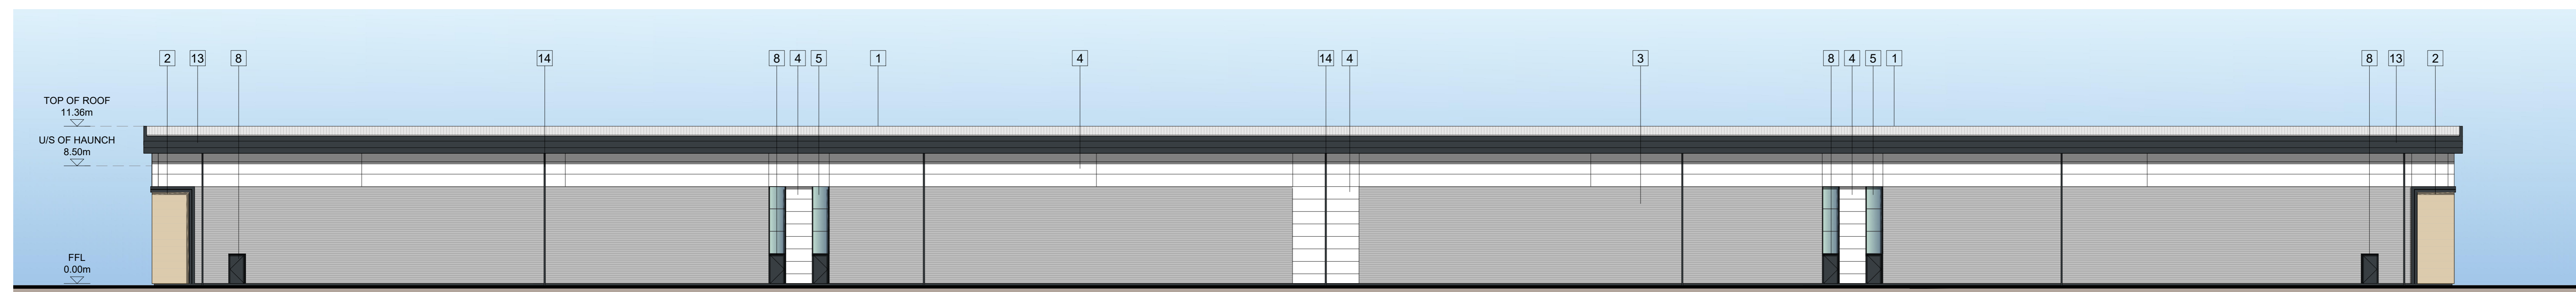 2 13 8 14 8 4 5 1 4 14 4 3 8 4 5 1 8 13 2
TOP OF ROOF
11.36m
U/S OF HAUNCH
8.50m
FFL
0.00m